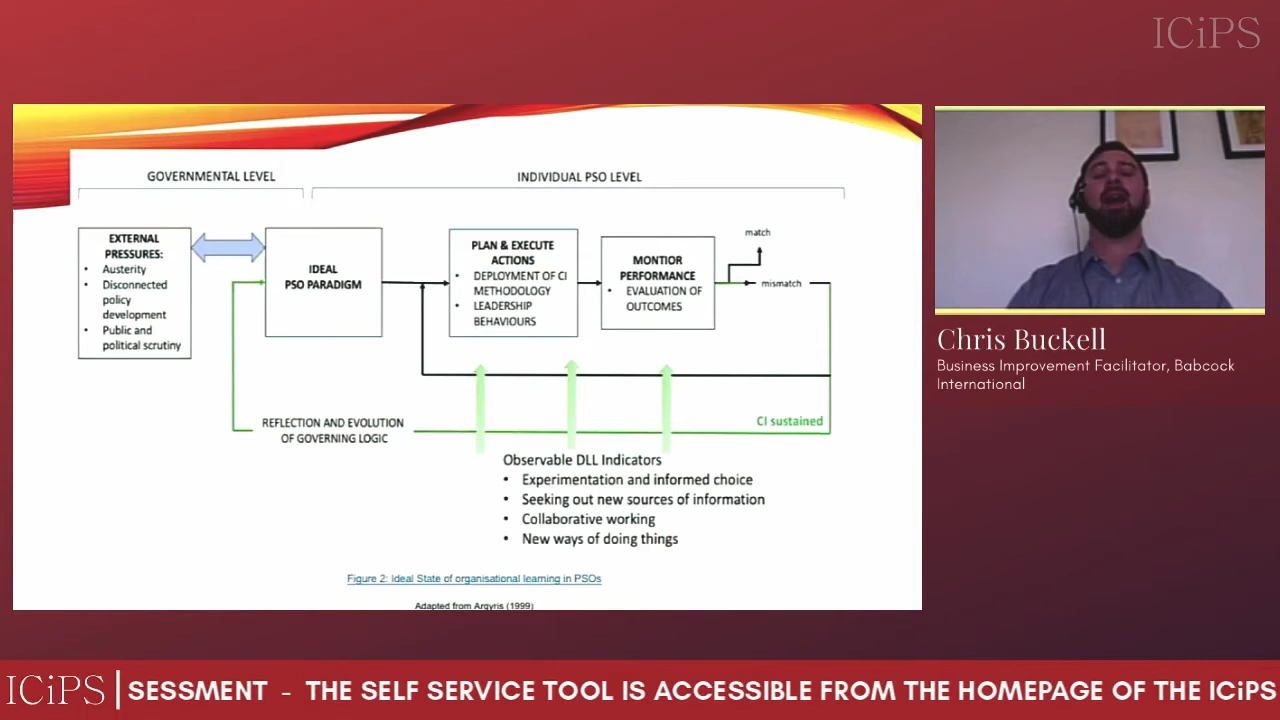 ICiPS
GOVERNMENTAL LEVEL
INDIVIDUAL PSO LEVEL
EXTERNAL
PRESSURES:
• Austerity
• Disconnected
policy
development
• Public and
political scrutiny
IDEAL
PSO PARADIGM
PLAN & EXECUTE
ACTIONS
• DEPLOYMENT OF CI
METHODOLOGY
• LEADERSHIP
BEHAVIOURS
MONTIOR
PERFORMANCE
• EVALUATION OF
OUTCOMES
match
mismatch
REFLECTION AND EVOLUTION
OF GOVERNING LOGIC
CI sustained
Observable DLL Indicators
• Experimentation and informed choice
• Seeking out new sources of information
• Collaborative working
• New ways of doing things
Figure 2: Ideal State of organisational learning in PSOs
Adapted from Argyris (1999)
Chris Buckell
Business Improvement Facilitator, Babcock
International
ICiPS
SESSMENT - THE SELF SERVICE TOOL IS ACCESSIBLE FROM THE HOMEPAGE OF THE ICiPS